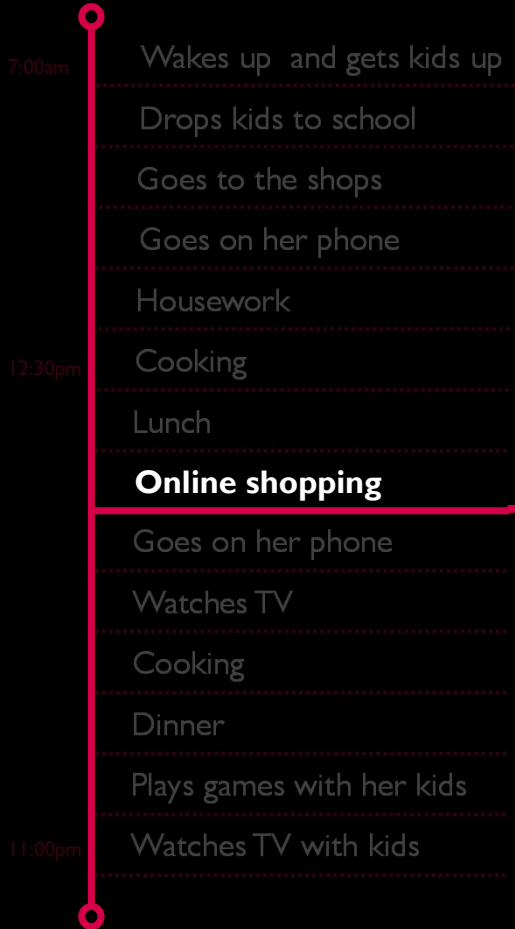 7:00am
Wakes up and gets kids up
Drops kids to school
Goes to the shops
Goes on her phone
Housework
12:30pm
Cooking
Lunch
Online shopping
Goes on her phone
Watches TV
Cooking
Dinner
Plays games with her kids
11:00pm
Watches TV with kids